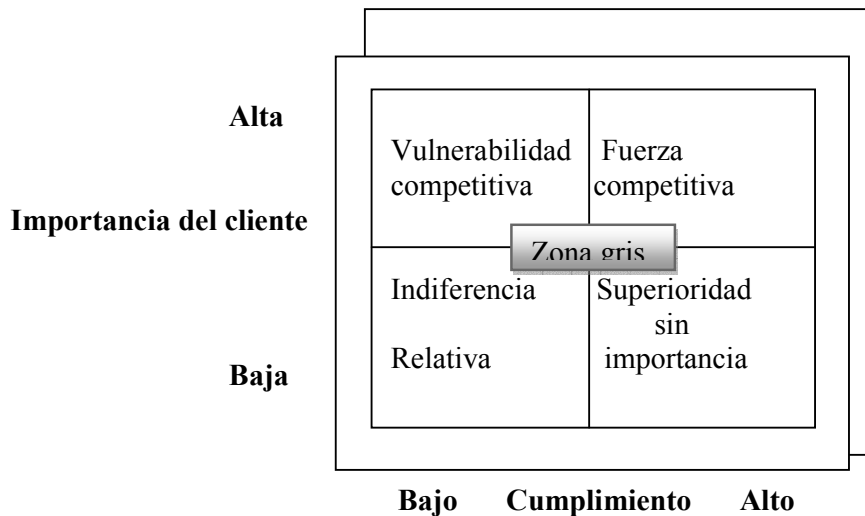 Alta
Vulnerabilidad Fuerza
competitiva competitiva
Importancia del cliente
Zona gris
Indiferencia Superioridad
sin
Relativa importancia
Baja
Bajo Cumplimiento Alto